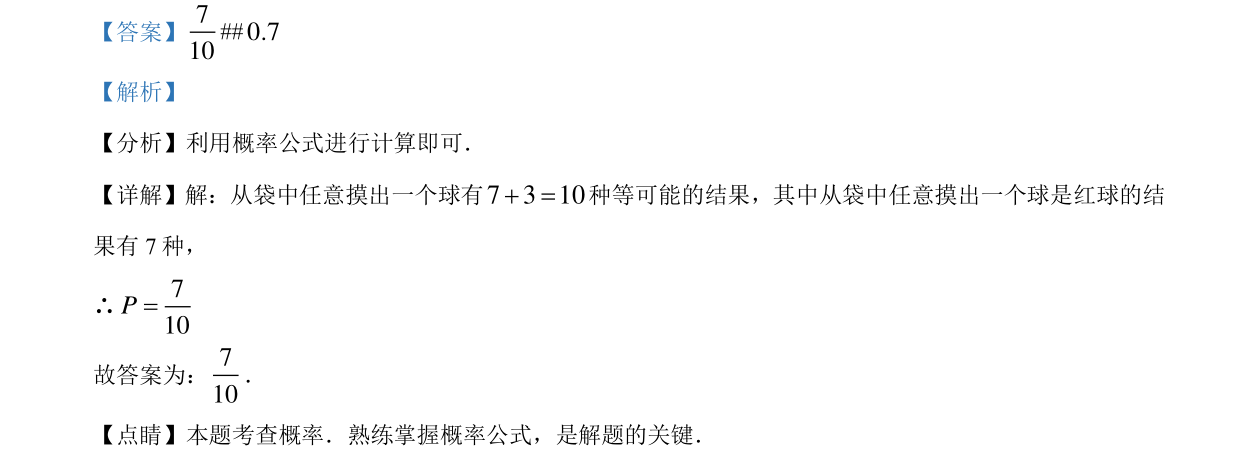 【答案】7/10##0.7
【解析】
【分析】利用概率公式进行计算即可．
【详解】解：从袋中任意摸出一个球有7+3=10种等可能的结果，其中从袋中任意摸出一个球是红球的结
果有 7 种，
∴P=7/10
故答案为：7/10．
【点睛】本题考查概率．熟练掌握概率公式，是解题的关键．